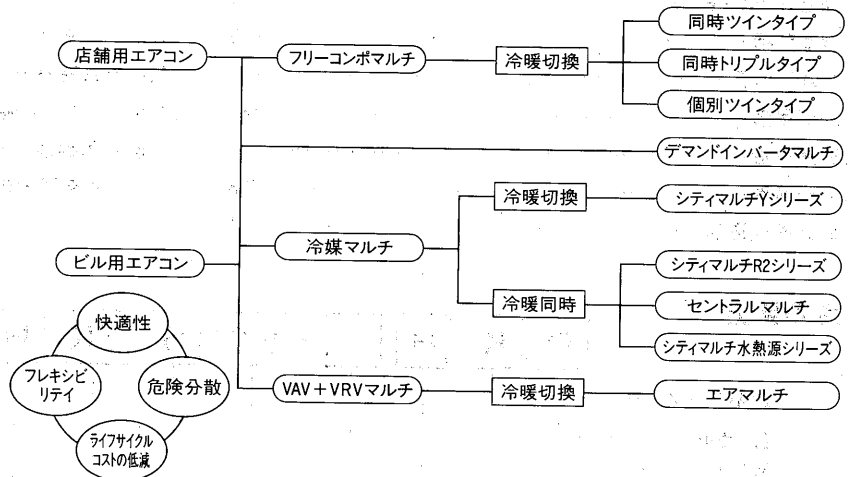 同時ツインタイプ
店舗用エアコン
フリーコンポマルチ
冷暖切換
同時トリプルタイプ
個別ツインタイプ
デマンドインバータマルチ
冷暖切換
シティマルチYシリーズ
冷媒マルチ
ビル用エアコン
シティマルチR2シリーズ
冷暖同時
セントラルマルチ
シティマルチ水熱源シリーズ
快適性
フレキシビ
リティ
危険分散
ライフサイクル
コストの低減
VAV+VRVマルチ
冷暖切換
エアマルチ